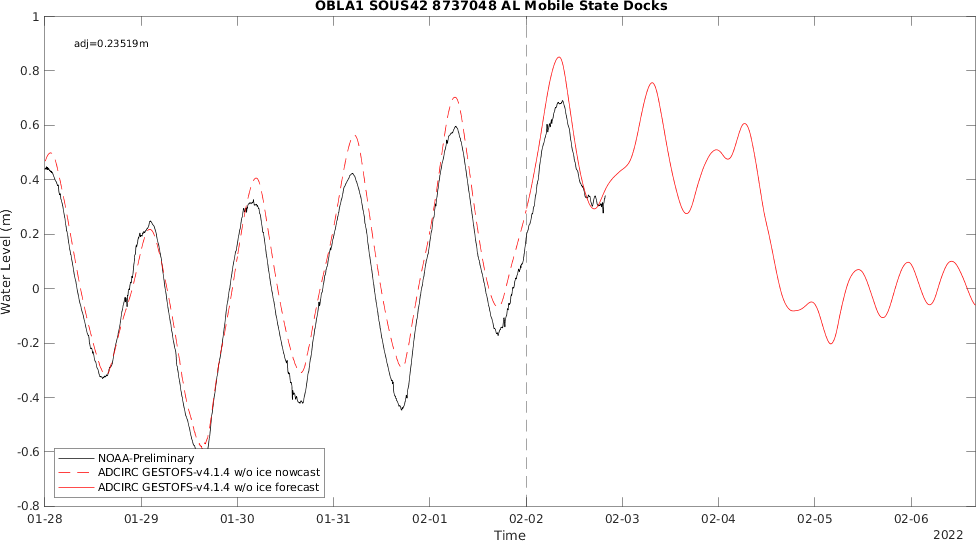 OBLA1 SOUS42 8737048 AL Mobile State Docks
adj=0.23519m
1
0.8
0.6
0.4
0.2
0
-0.2
-0.4
-0.6
-0.8
Water Level (m)
NOAA-Preliminary
ADCIRC GESTOFS-v4.1.4 w/o ice nowcast
ADCIRC GESTOFS-v4.1.4 w/o ice forecast
01-28 01-29 01-30 01-31 02-01 02-02 02-03 02-04 02-05 02-06
Time
2022